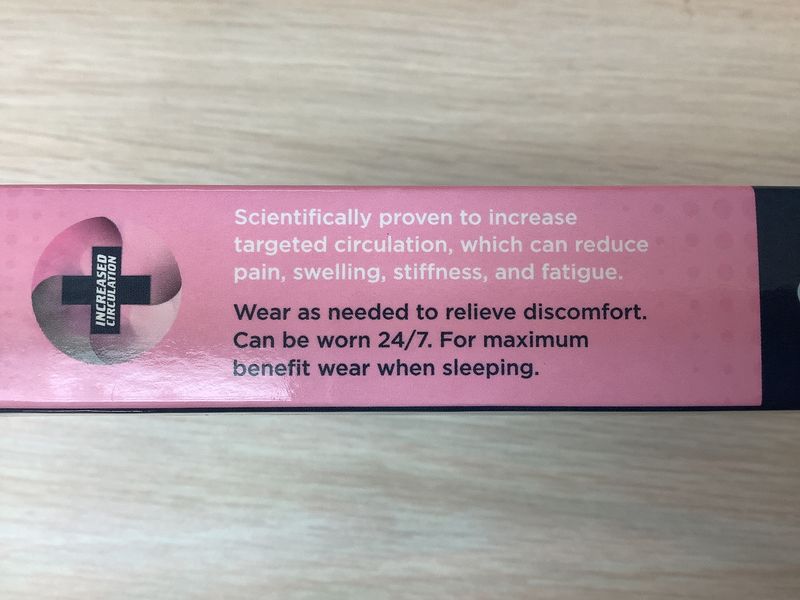 INCREASED
CIRCULATION
Scientifically proven to increase
targeted circulation, which can reduce
pain, swelling, stiffness, and fatigue.
Wear as needed to relieve discomfort.
Can be worn 24/7. For maximum
benefit wear when sleeping.